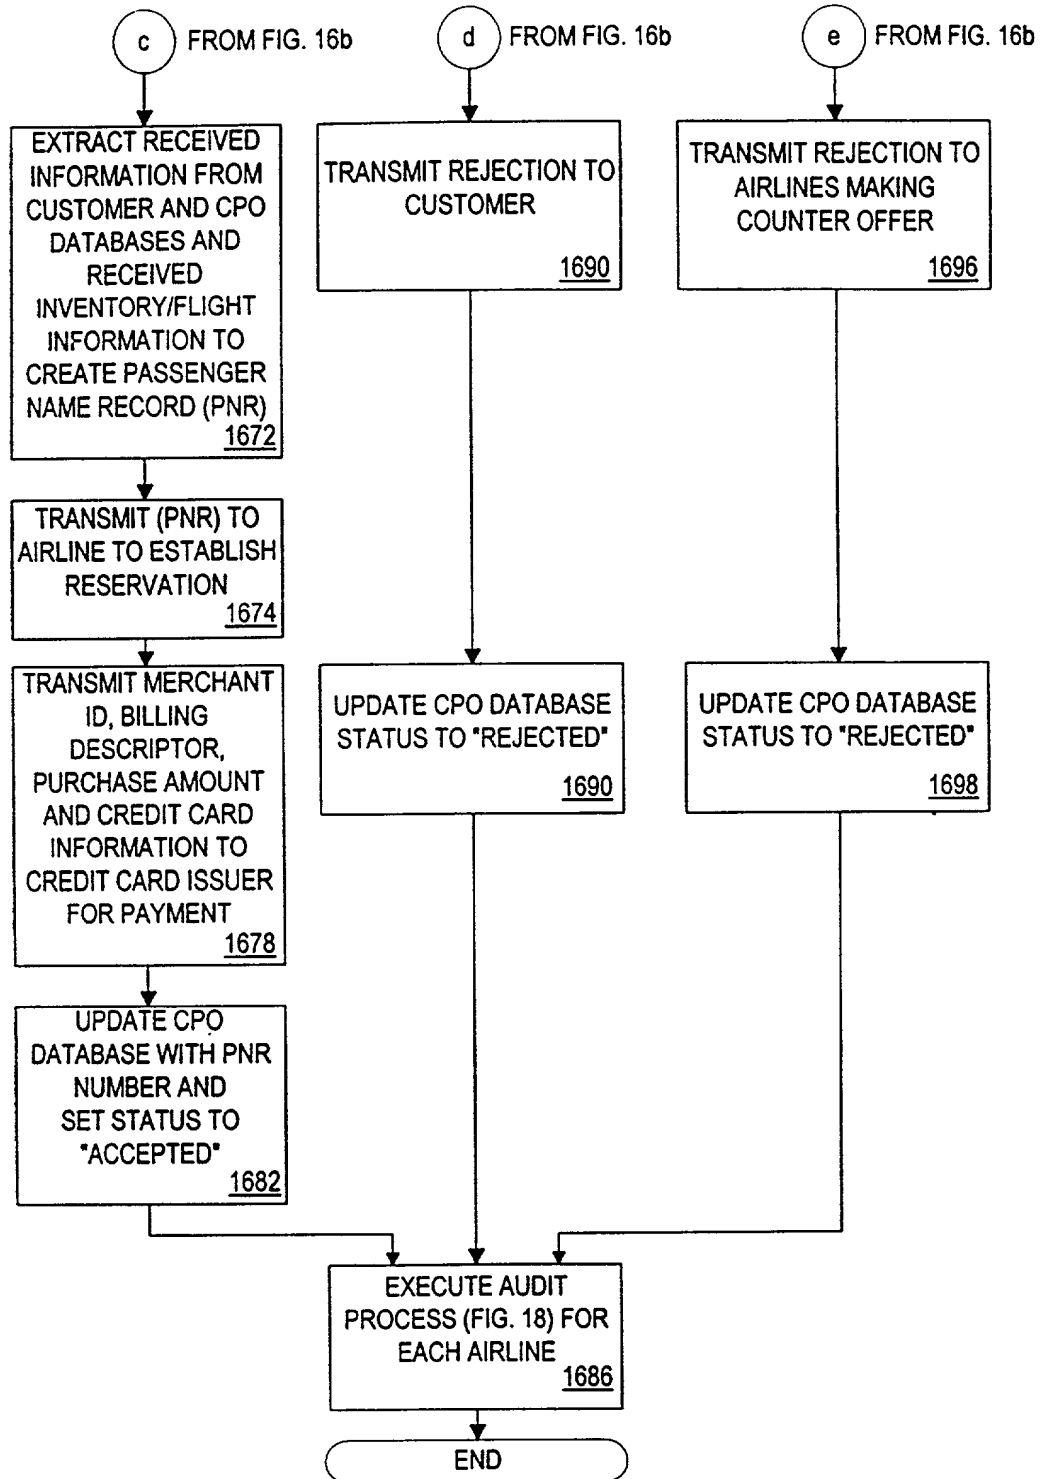 c FROM FIG. 16b
EXTRACT RECEIVED
INFORMATION FROM
CUSTOMER AND CPO
DATABASES AND
RECEIVED
INVENTORY/FLIGHT
INFORMATION TO
CREATE PASSENGER
NAME RECORD (PNR)
1672
TRANSMIT (PNR) TO
AIRLINE TO ESTABLISH
RESERVATION
1674
TRANSMIT MERCHANT
ID, BILLING
DESCRIPTOR,
PURCHASE AMOUNT
AND CREDIT CARD
INFORMATION TO
CREDIT CARD ISSUER
FOR PAYMENT
1678
UPDATE CPO
DATABASE WITH PNR
NUMBER AND
SET STATUS TO
"ACCEPTED"
1682
d FROM FIG. 16b
TRANSMIT REJECTION TO
CUSTOMER
1690
UPDATE CPO DATABASE
STATUS TO "REJECTED"
1690
e FROM FIG. 16b
TRANSMIT REJECTION TO
AIRLINES MAKING
COUNTER OFFER
1696
UPDATE CPO DATABASE
STATUS TO "REJECTED"
1698
EXECUTE AUDIT
PROCESS (FIG. 18) FOR
EACH AIRLINE
1686
END